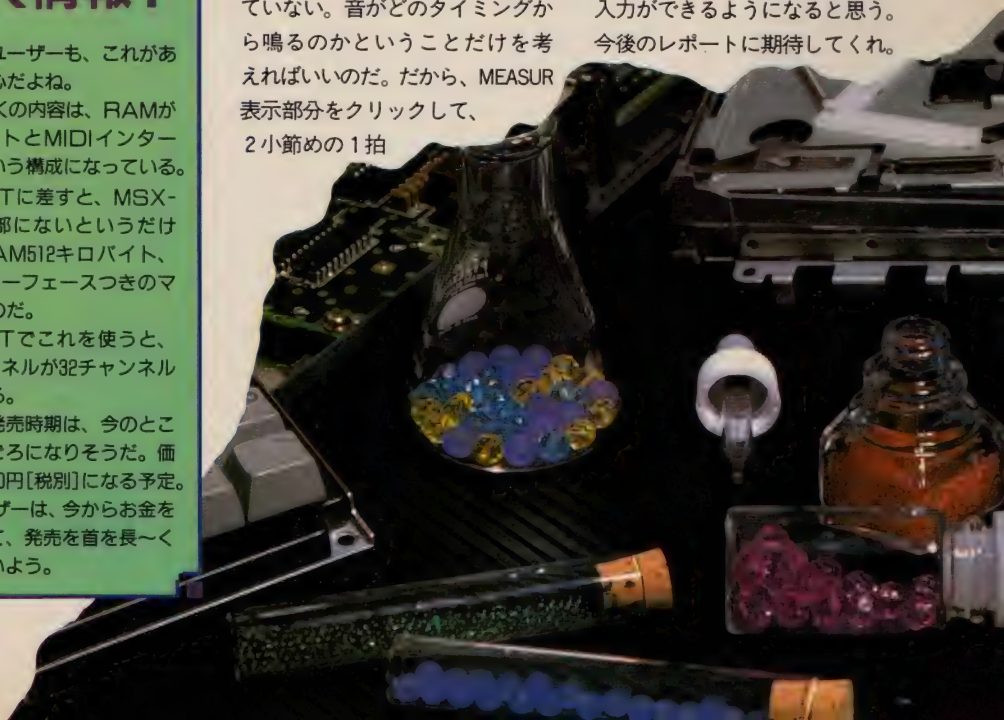 情報！
ユーザーも、これがあ
だよね。
くの内容は、RAMが
トとMIDIインター
いう構成になっている。
Tに差すと、MSX-
部にないというだけ
AM512キロバイト、
ーフェースつきのマ
のだ。
Tでこれを使うと、
ネルが32チャンネル
る。
発売時期は、今のとこ
ごろになりそうだ。価
0円[税別]になる予定。
ザーは、今からお金を
て、発売を首を長〜く
いよう。
ていない。音がどのタイミングか
ら鳴るのかということだけを考
えればいいのだ。だから、MEASUR
表示部分をクリックして、
2小節めの1拍
入力ができるようになると思う。
今後のレポートに期待してくれ。